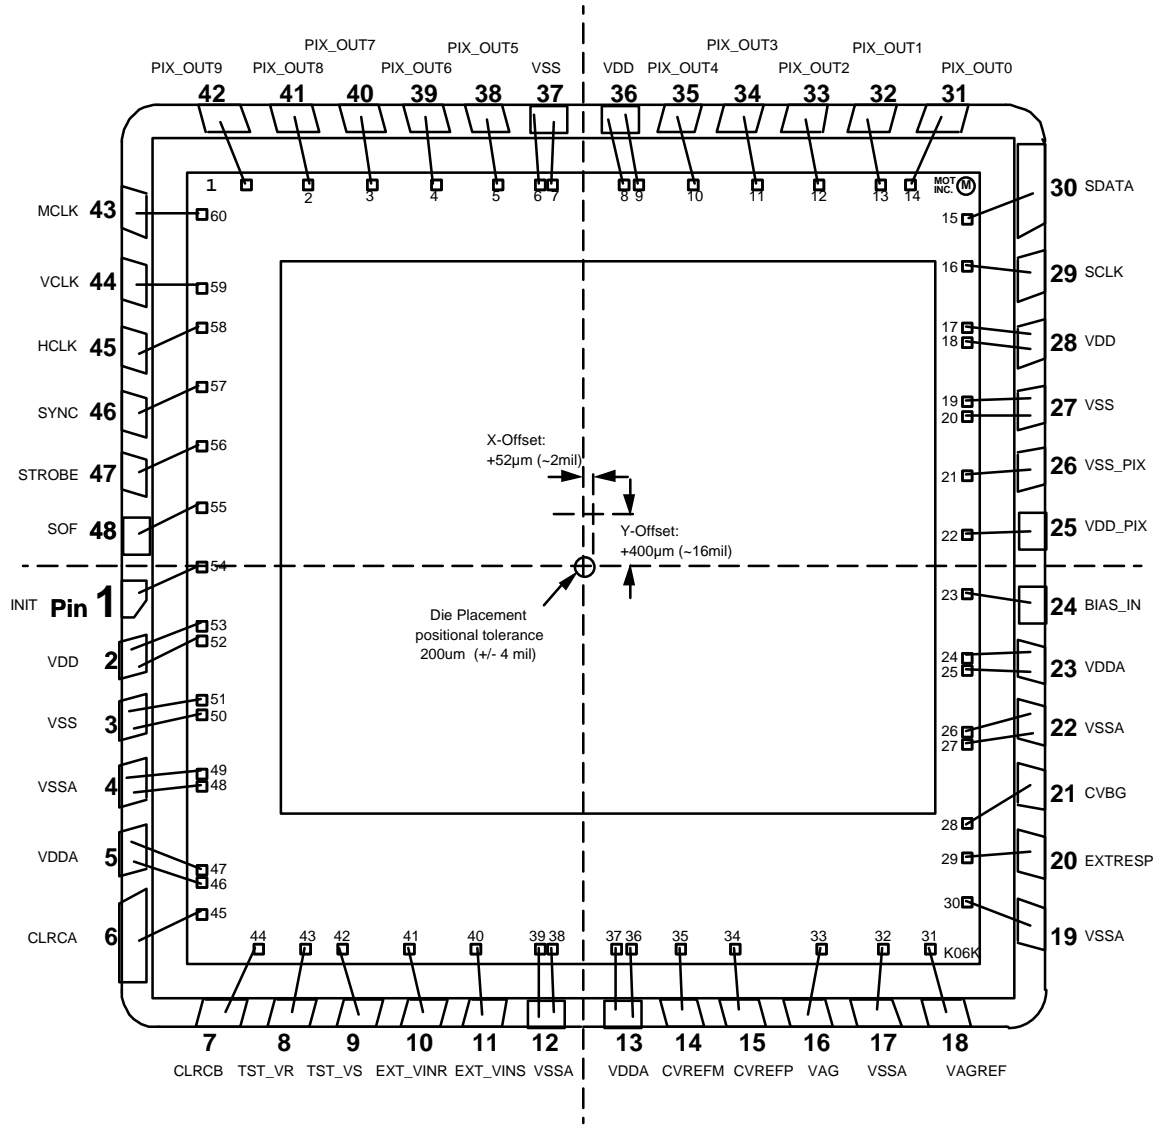 PIX_OUT7 PIX_OUT5 PIX_OUT3 PIX_OUT1
PIX_OUT9 PIX_OUT8 PIX_OUT6 VSS VDD PIX_OUT4 PIX_OUT2 PIX_OUT0
42 41 40 39 38 37 36 35 34 33 32 31
1 2 3 4 5 6 7 8 9 10 11 12 13 14
MOT
INC.
M
MCLK 43 60
15 30 SDATA
VCLK 44 59
16 29 SCLK
HCLK 45 58
17
18
28 VDD
SYNC 46 57
19
20
27 VSS
STROBE 47 56
21 26 VSS_PIX
SOF 48 55
22 25 VDD_PIX
X-Offset:
+52µm (~2mil)
Y-Offset:
+400µm (~16mil)
Die Placement
positional tolerance
200um (+/- 4 mil)
INIT Pin 1 54
23 24 BIAS_IN
VDD 2 53
52
24
25
23 VDDA
VSS 3 51
50
26
27
22 VSSA
VSSA 4 49
48
28 21 CVBG
VDDA 5 47
46
29 20 EXTRESP
CLRCA 6 45
30 19 VSSA
44 43 42 41 40 39 38 37 36 35 34 33 32 31
K06K
7 8 9 10 11 12 13 14 15 16 17 18
CLRCB TST_VR TST_VS EXT_VINR EXT_VINS VSSA VDDA CVREFM CVREFP VAG VSSA VAGREF